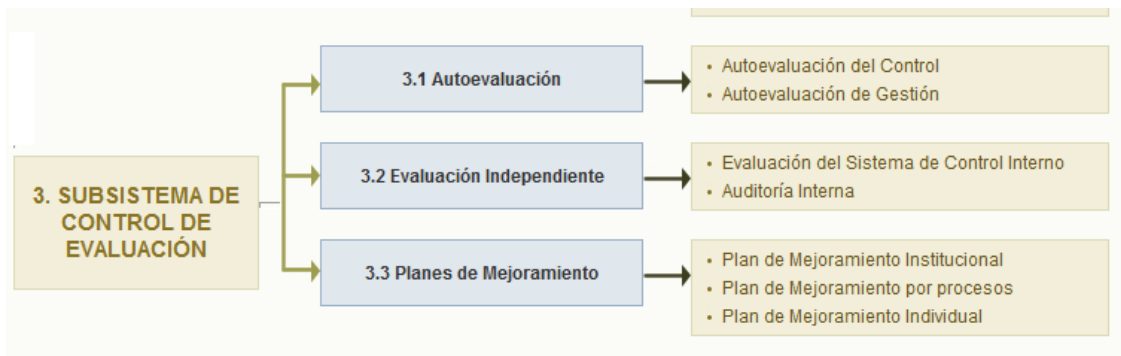 3. SUBSISTEMA DE
CONTROL DE
EVALUACIÓN
3.1 Autoevaluación
• Autoevaluación del Control
• Autoevaluación de Gestión
3.2 Evaluación Independiente
• Evaluación del Sistema de Control Interno
• Auditoría Interna
3.3 Planes de Mejoramiento
• Plan de Mejoramiento Institucional
• Plan de Mejoramiento por procesos
• Plan de Mejoramiento Individual